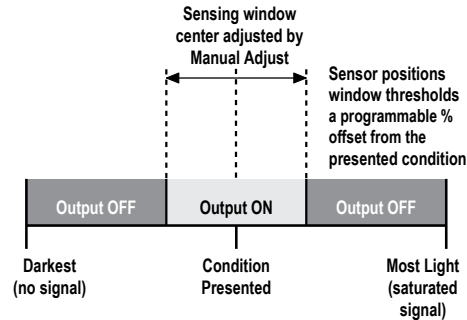 Sensing window
center adjusted by
Manual Adjust
Sensor positions
window thresholds
a programmable %
offset from the
presented condition
Output OFF
Output ON
Output OFF
Darkest
(no signal)
Condition
Presented
Most Light
(saturated
signal)